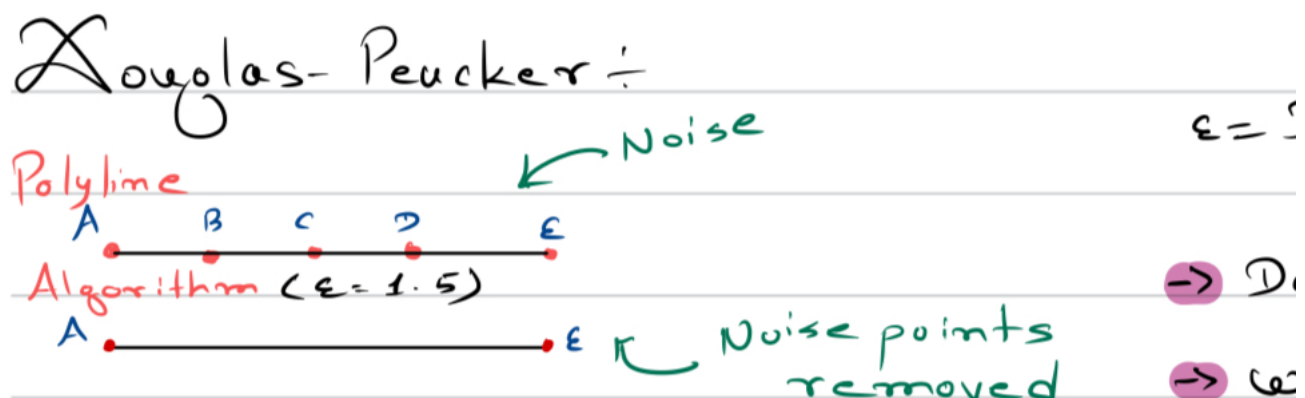 Douglas-Peucker ÷
Noise
ε =
Polyline
A B C D E
Algorithm (ε = 1.5)
A E
Noise points
removed
->
->